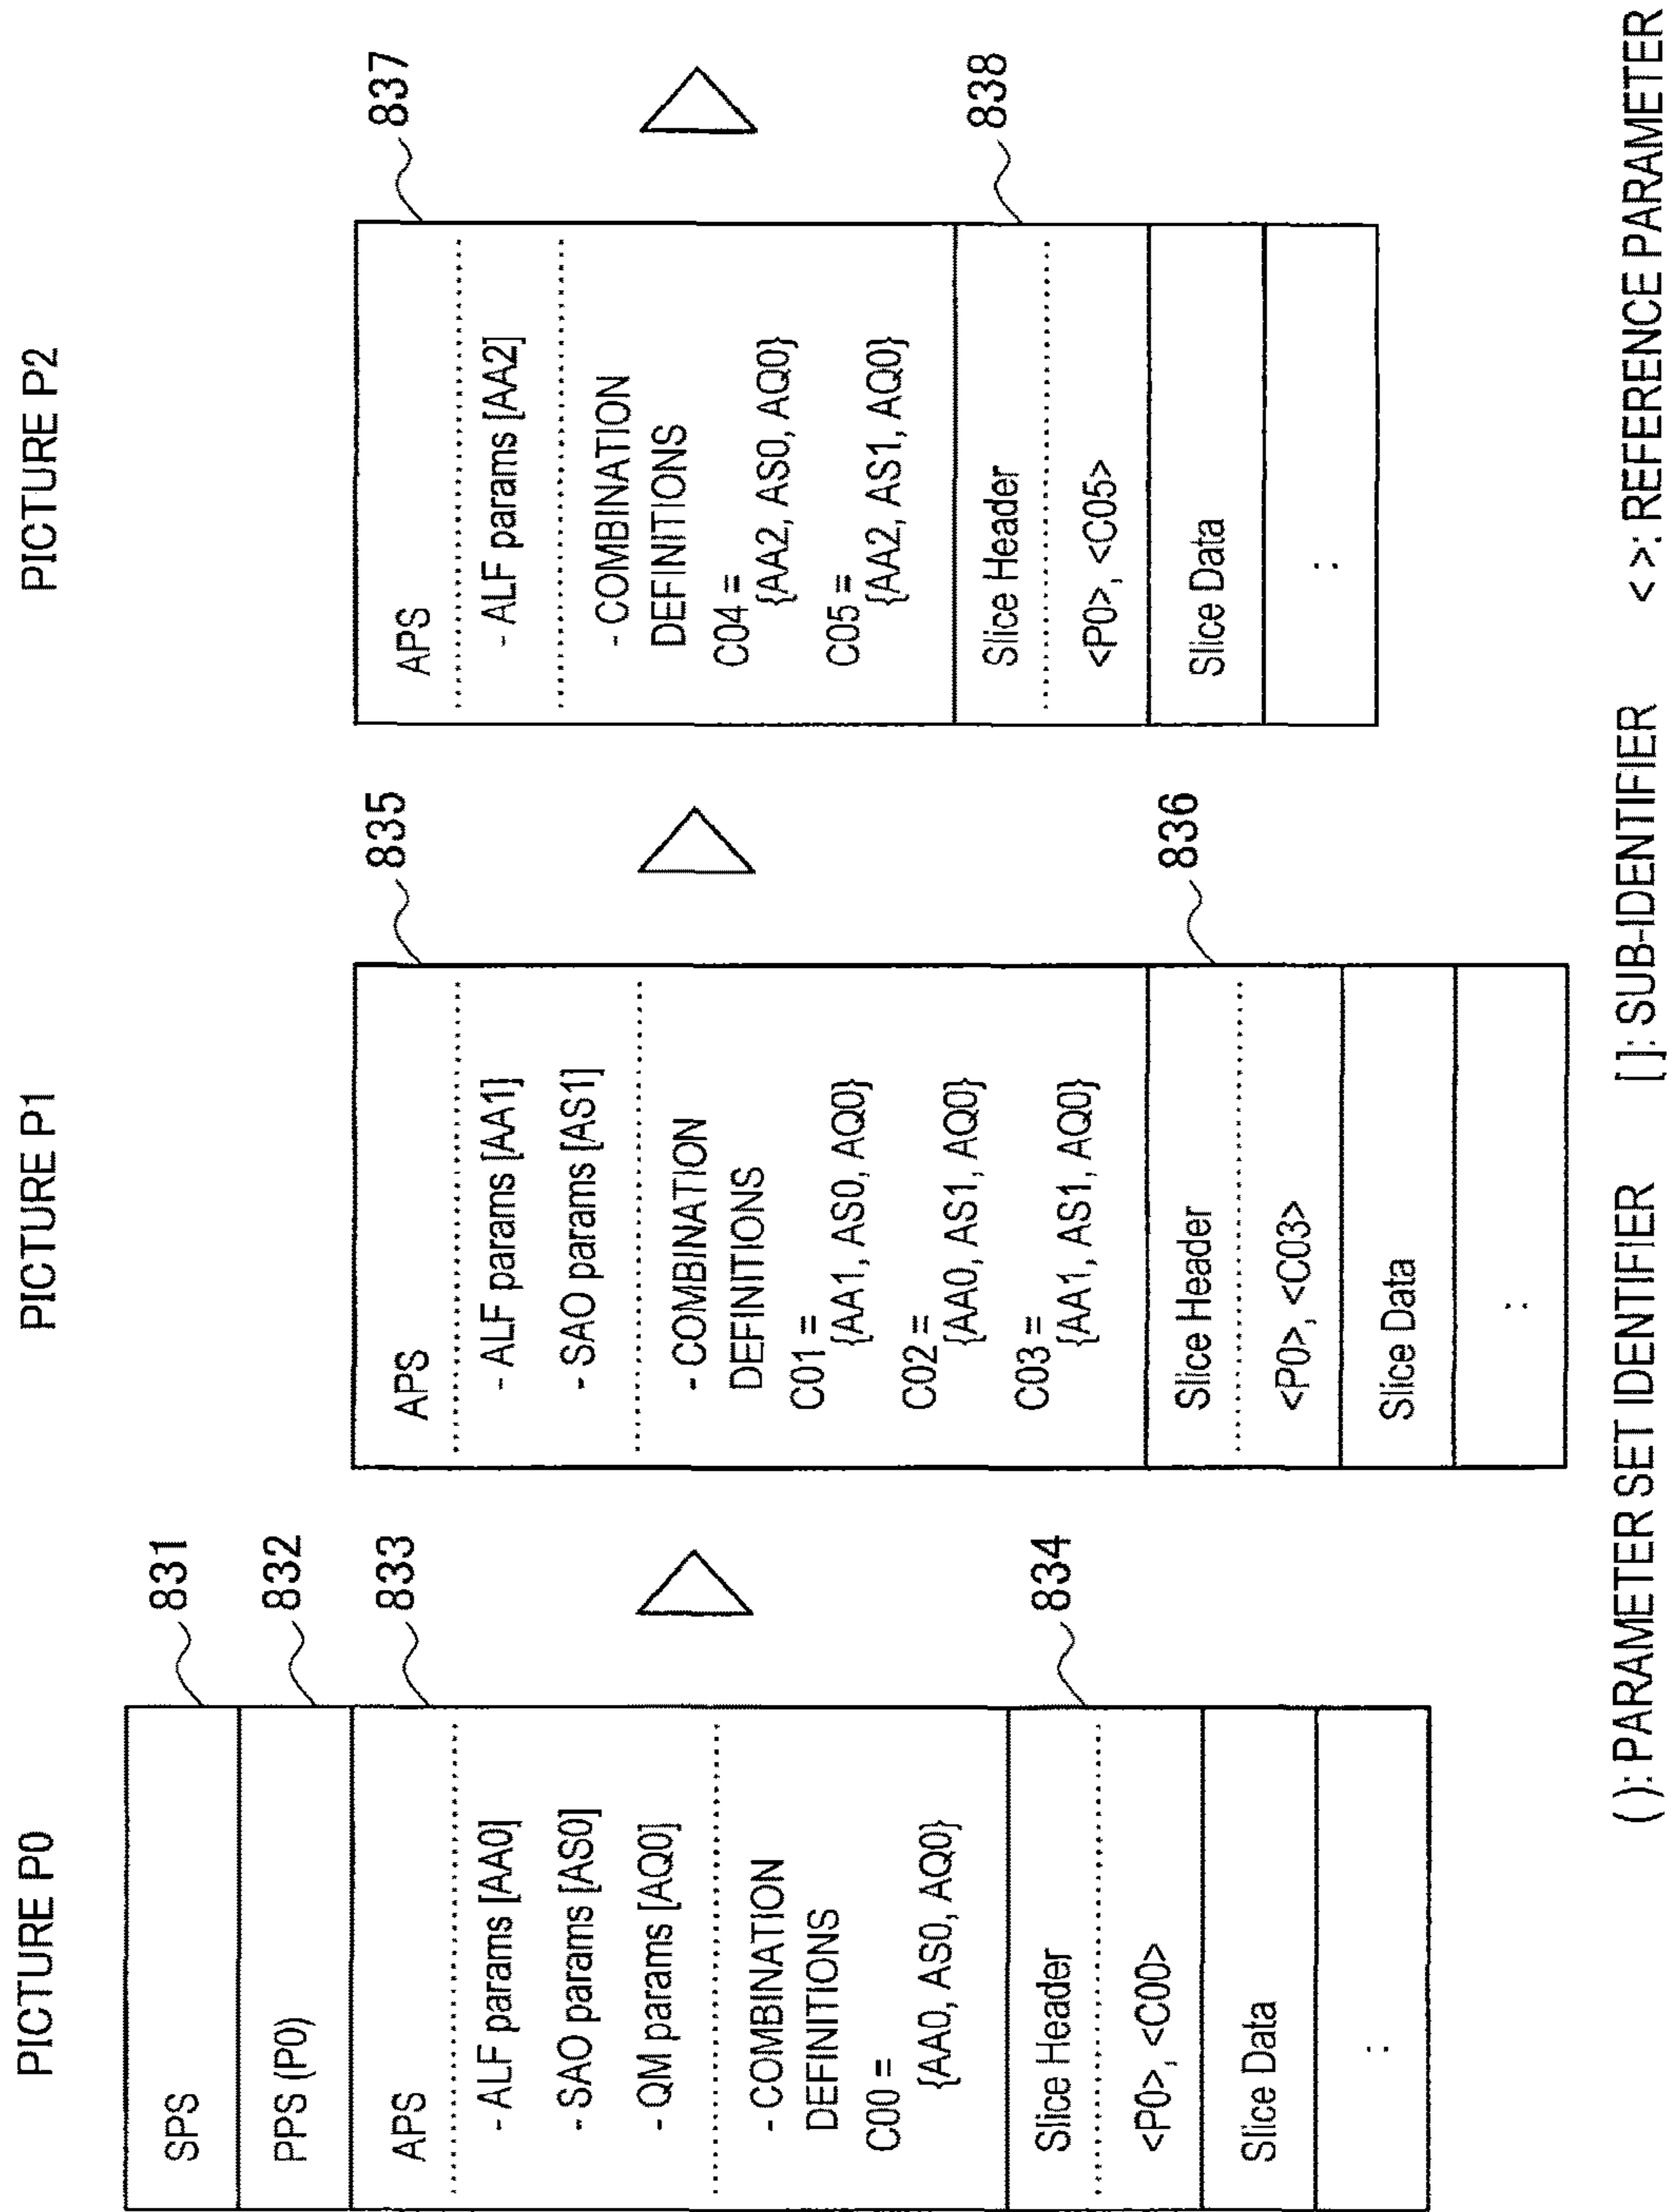 PICTURE P0
SPS
831
PPS (P0)
832
APS
833
- ALF params [AA0]
- SAO params [AS0]
- QM params [AQ0]
- COMBINATION
DEFINITIONS
C00 =
{AA0, AS0, AQ0}
Slice Header
834
<P0>, <C00>
Slice Data
:
PICTURE P1
APS
835
- ALF params [AA1]
- SAO params [AS1]
- COMBINATION
DEFINITIONS
C01 =
{AA1, AS0, AQ0}
C02 =
{AA0, AS1, AQ0}
C03 =
{AA1, AS1, AQ0}
Slice Header
836
<P0>, <C03>
Slice Data
:
PICTURE P2
APS
837
- ALF params [AA2]
- COMBINATION
DEFINITIONS
C04 =
{AA2, AS0, AQ0}
C05 =
{AA2, AS1, AQ0}
Slice Header
838
<P0>, <C05>
Slice Data
:
( ): PARAMETER SET IDENTIFIER [ ]: SUB-IDENTIFIER < >: REFERENCE PARAMETER